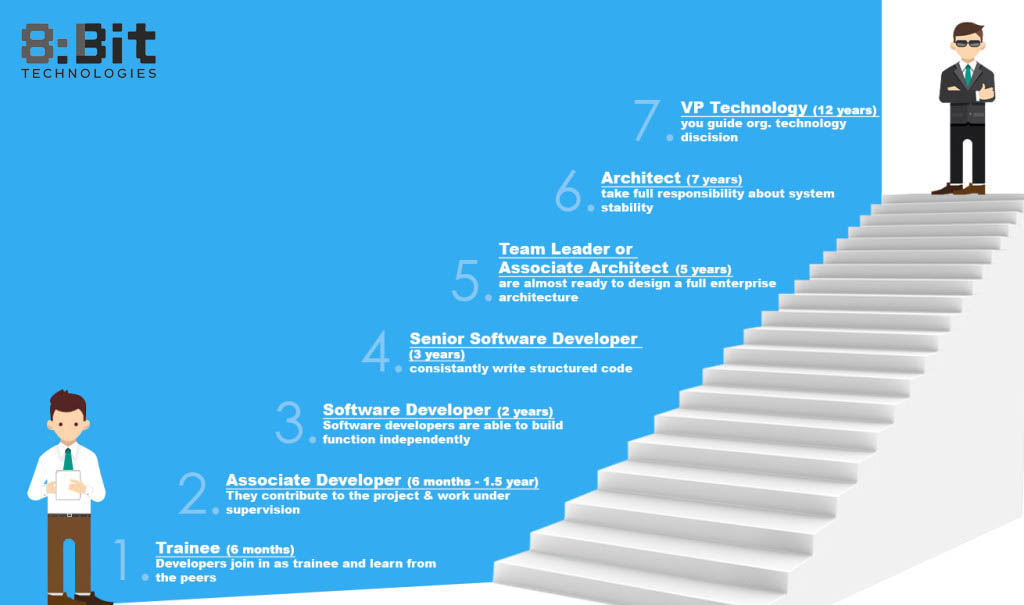 8:Bit
TECHNOLOGIES
7.
VP Technology (12 years)
you guide org. technology
discision
6.
Architect (7 years)
take full responsibility about system
stability
5.
Team Leader or
Associate Architect (5 years)
are almost ready to design a full enterprise
architecture
4.
Senior Software Developer
(3 years)
consistantly write structured code
3.
Software Developer (2 years)
Software developers are able to build
function independently
2.
Associate Developer (6 months - 1.5 year)
They contribute to the project & work under
supervision
1.
Trainee (6 months)
Developers join in as trainee and learn from
the peers